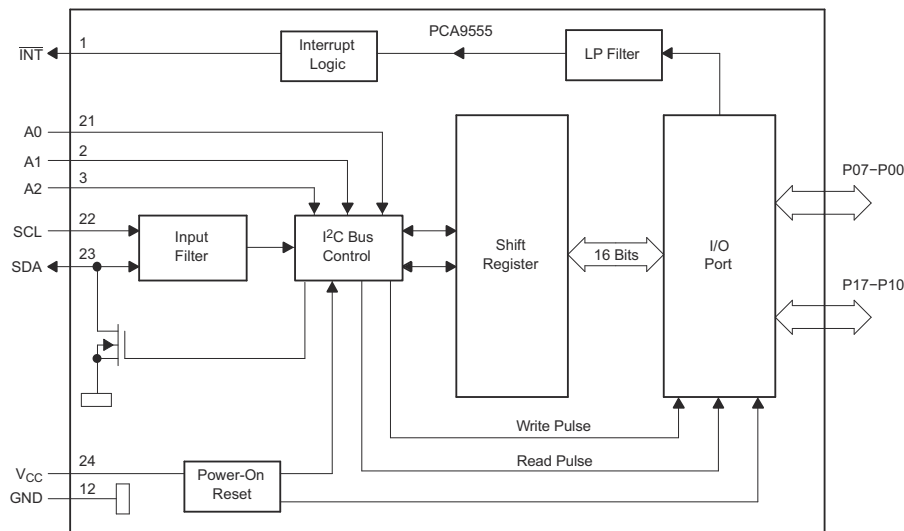 PCA9555
INT
1
Interrupt
Logic
LP Filter
A0
21
A1
2
A2
3
SCL
22
SDA
23
Input
Filter
I²C Bus
Control
Shift
Register
16 Bits
I/O
Port
P07–P00
P17–P10
Write Pulse
Read Pulse
VCC
24
GND
12
Power-On
Reset